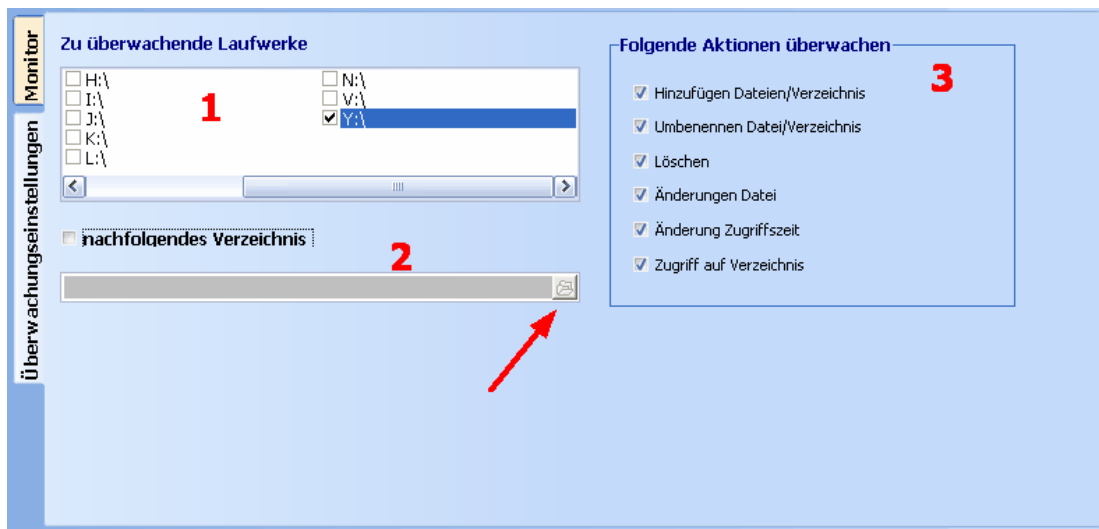 Monitor
Überwachungseinstellungen
Zu überwachende Laufwerke
H:\
I:\
J:\
K:\
L:\
N:\
V:\
Y:\
1
nachfolgendes Verzeichnis
2
Folgende Aktionen überwachen
3
Hinzufügen Dateien/Verzeichnis
Umbenennen Datei/Verzeichnis
Löschen
Änderungen Datei
Änderung Zugriffszeit
Zugriff auf Verzeichnis